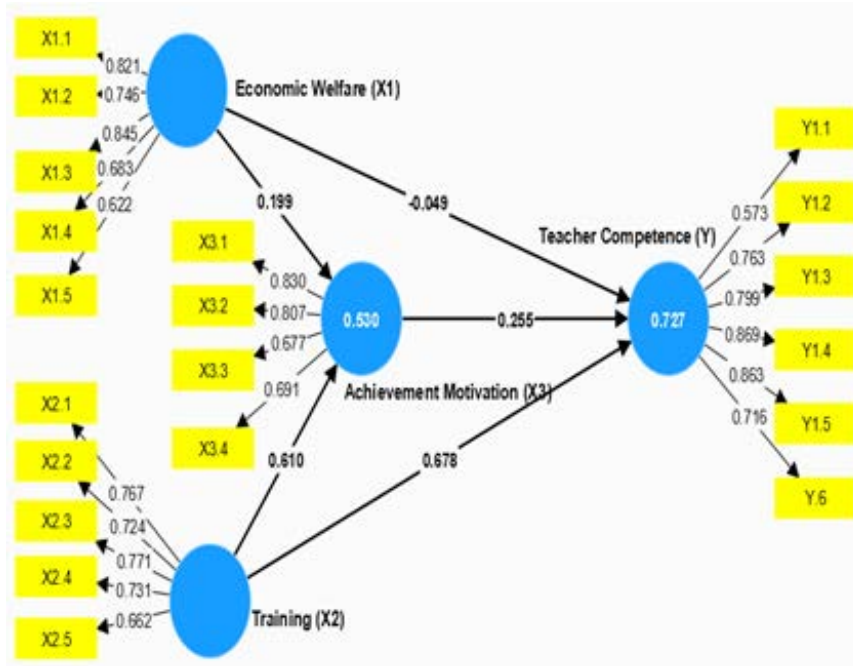 X1.1
0.821
X1.2
0.746
X1.3
0.845
X1.4
0.683
X1.5
0.622
Economic Welfare (X1)
0.199
-0.049
X3.1
0.830
X3.2
0.807
X3.3
0.677
X3.4
0.691
0.530
Achievement Motivation (X3)
0.255
Teacher Competence (Y)
0.727
Y1.1
0.573
Y1.2
0.763
Y1.3
0.799
Y1.4
0.869
Y1.5
0.863
Y.6
0.716
X2.1
0.767
X2.2
0.724
X2.3
0.771
X2.4
0.731
X2.5
0.662
Training (X2)
0.610
0.678